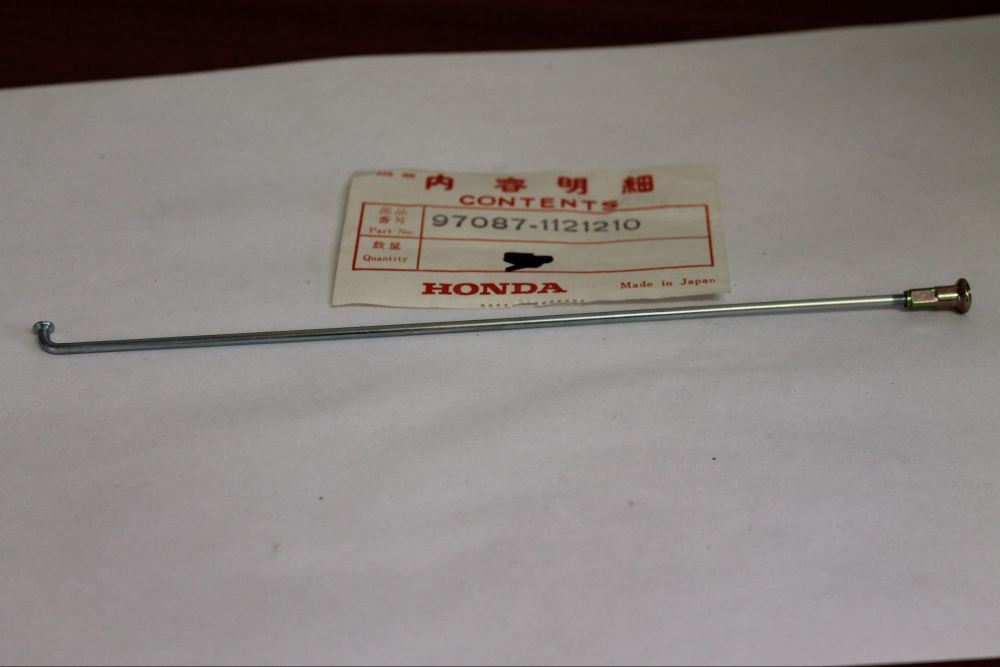 内容明細
CONTENTS
部品
番号
Part No.
97087-1121210
数量
Quantity
HONDA
Made in Japan